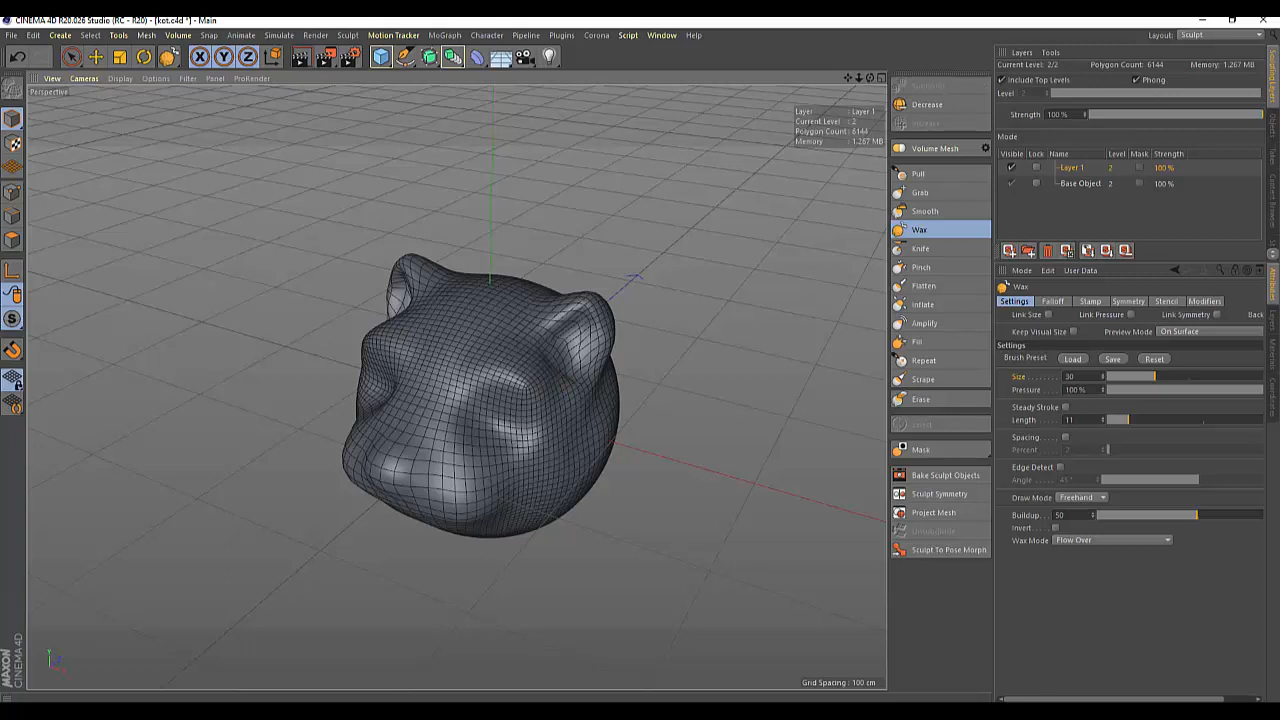 CINEMA 4D R20.026 Studio (RC - R20) - [kot.c4d *] - Main
File Edit Create Select Tools Mesh Volume Snap Animate Simulate Render Sculpt Motion Tracker MoGraph Character Pipeline Plugins Corona Script Window Help
Layout: Sculpt
View Cameras Display Options Filter Panel ProRender
Perspective
Layer : Layer 1
Current Level : 2
Polygon Count: 6144
Memory : 1.267 MB
X Y Z
Grid Spacing : 100 cm
MAXON CINEMA 4D
Decrease
Volume Mesh
Pull
Grab
Smooth
Wax
Knife
Pinch
Flatten
Inflate
Amplify
Fill
Repeat
Scrape
Erase
Mask
Bake Sculpt Objects
Sculpt Symmetry
Project Mesh
Sculpt To Pose Morph
Layers Tools
Current Level: 2/2 Polygon Count: 6144 Memory: 1.267 MB
Include Top Levels Phong
Level 2
Strength 100 %
Mode
Visible Lock Name Level Mask Strength
Layer 1 2 100 %
Base Object 2 100 %
Mode Edit User Data
Wax
Settings Falloff Stamp Symmetry Stencil Modifiers
Link Size Link Pressure Link Symmetry Back
Keep Visual Size Preview Mode On Surface
Settings
Brush Preset Load Save Reset
Size 30
Pressure 100 %
Steady Stroke
Length 11
Spacing
Percent 2
Edge Detect
Angle 45°
Draw Mode Freehand
Buildup 50
Invert
Wax Mode Flow Over